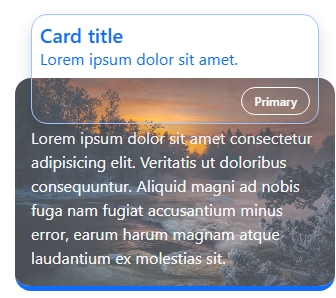 Card title
Lorem ipsum dolor sit amet.
Primary
Lorem ipsum dolor sit amet consectetur
adipisicing elit. Veritatis ut doloribus
consequuntur. Aliquid magni ad nobis
fuga nam fugiat accusantium minus
error, earum harum magnam atque
laudantium ex molestias sit.